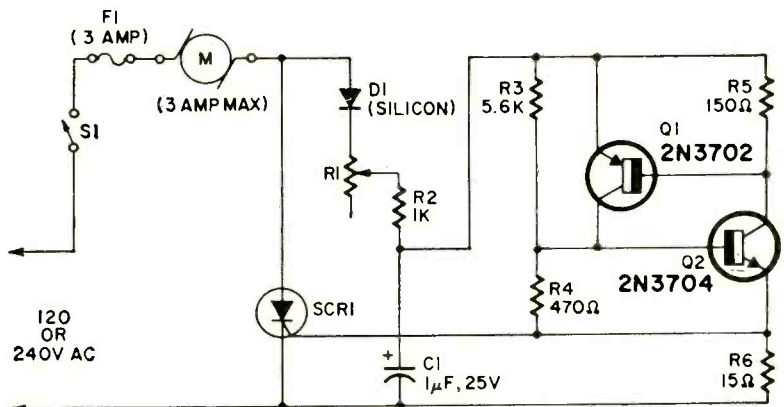 F1
(3 AMP)
M
(3 AMP MAX)
S1
D1
(SILICON)
R1
R2
1K
R3
5.6K
R5
150Ω
Q1
2N3702
Q2
2N3704
R4
470Ω
SCR1
120
OR
240V AC
+
C1
1μF, 25V
R6
15Ω